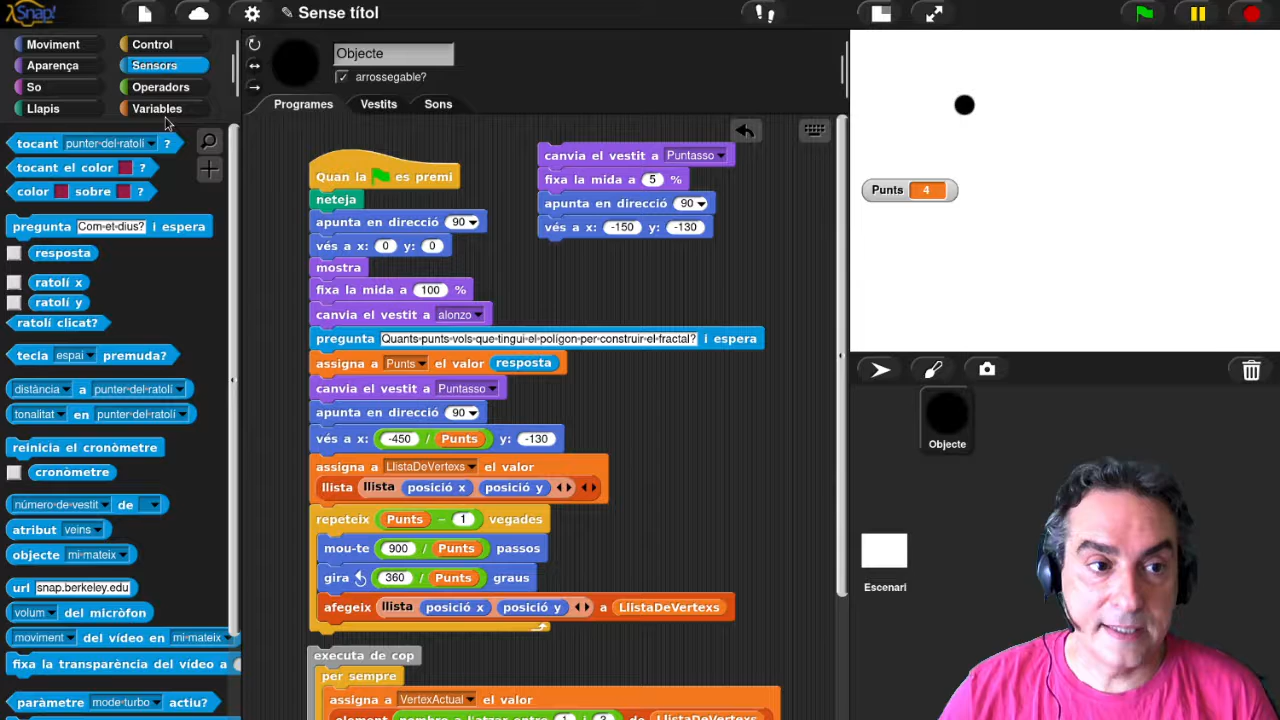 Snap!
Sense títol
Moviment
Control
Aparença
Sensors
So
Operadors
Llapis
Variables
tocant punter del ratolí ?
tocant el color ?
color sobre ?
pregunta Com et dius? i espera
resposta
ratolí x
ratolí y
ratolí clicat?
tecla espai premuda?
distància a punter del ratolí
tonalitat en punter del ratolí
reinicia el cronòmetre
cronòmetre
número de vestit de
atribut veïns
objecte mi mateix
url snap.berkeley.edu
volum del micròfon
moviment del vídeo en mi mateix
fixa la transparència del vídeo a
paràmetre mode turbo actiu?
Objecte
arrossegable?
Programes
Vestits
Sons
Quan la es premi
neteja
apunta en direcció 90
vés a x: 0 y: 0
mostra
fixa la mida a 100 %
canvia el vestit a alonzo
pregunta Quants punts vols que tingui el polígon per construir el fractal? i espera
assigna a Punts el valor resposta
canvia el vestit a Puntasso
apunta en direcció 90
vés a x: -450 / Punts y: -130
assigna a LlistaDeVertexs el valor
llista llista posició x posició y
repeteix Punts - 1 vegades
mou-te 900 / Punts passos
gira 360 / Punts graus
afegeix llista posició x posició y a LlistaDeVertexs
executa de cop
per sempre
assigna a VertexActual el valor
element nombre a l'atzar entre 1 i 3 de LlistaDeVertexs
canvia el vestit a Puntasso
fixa la mida a 5 %
apunta en direcció 90
vés a x: -150 y: -130
Punts 4
Objecte
Escenari